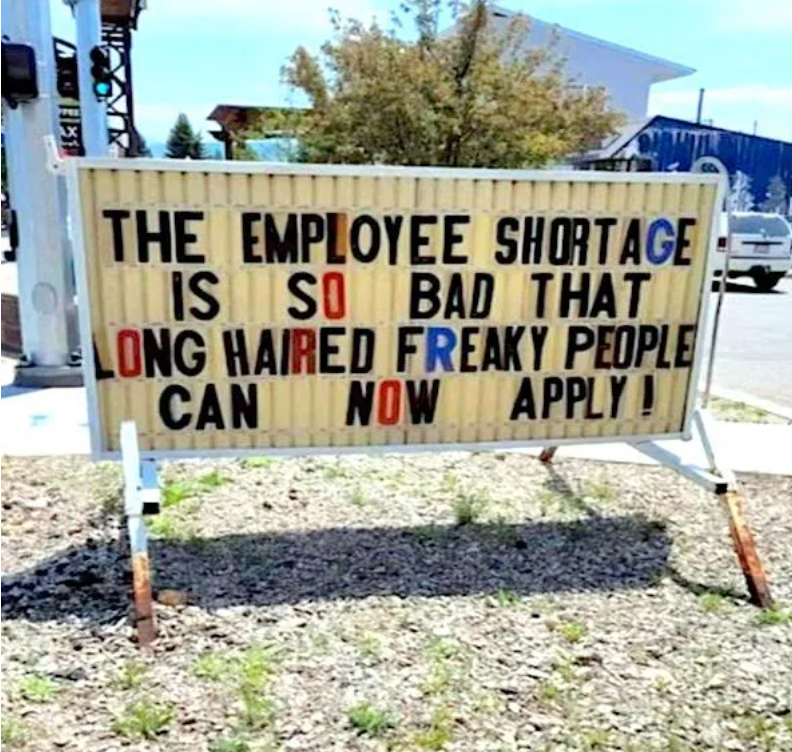 THE EMPLOYEE SHORTAGE
IS SO BAD THAT
LONG HAIRED FREAKY PEOPLE
CAN NOW APPLY!